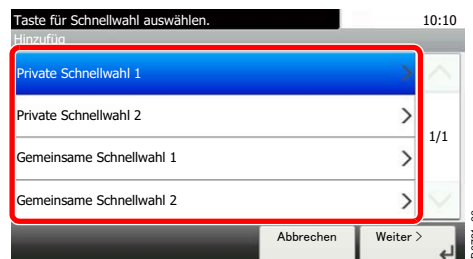 Taste für Schnellwahl auswählen. 10:10
Hinzufüg
Private Schnellwahl 1
Private Schnellwahl 2
1/1
Gemeinsame Schnellwahl 1
Gemeinsame Schnellwahl 2
Abbrechen Weiter >